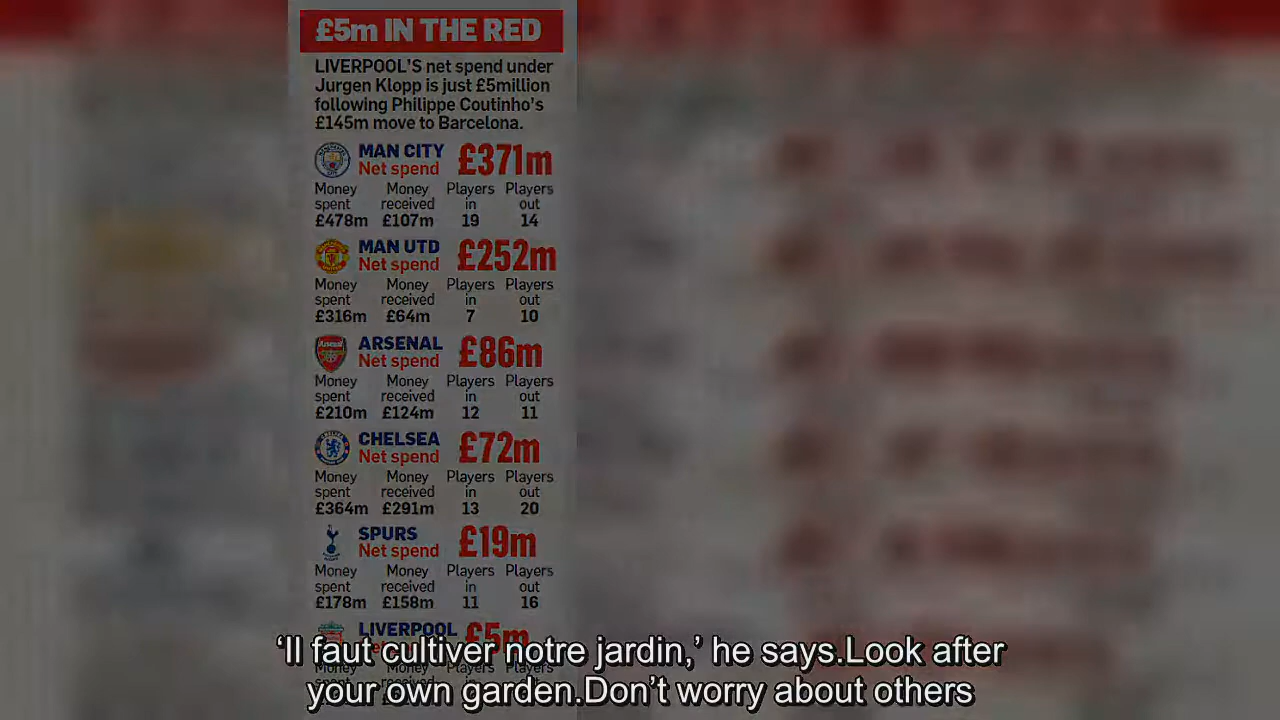 £5m IN THE RED
LIVERPOOL'S net spend under
Jurgen Klopp is just £5million
following Philippe Coutinho's
£145m move to Barcelona.
MAN CITY £371m
Net spend
Money Money Players Players
spent received in out
£478m £107m 19 14
MAN UTD £252m
Net spend
Money Money Players Players
spent received in out
£316m £64m 7 10
ARSENAL £86m
Net spend
Money Money Players Players
spent received in out
£210m £124m 12 11
CHELSEA £72m
Net spend
Money Money Players Players
spent received in out
£364m £291m 13 20
SPURS £19m
Net spend
Money Money Players Players
spent received in out
£178m £158m 11 16
LIVERPOOL £5m
‘Il faut cultiver notre jardin,’ he says.Look after
your own garden.Don’t worry about others